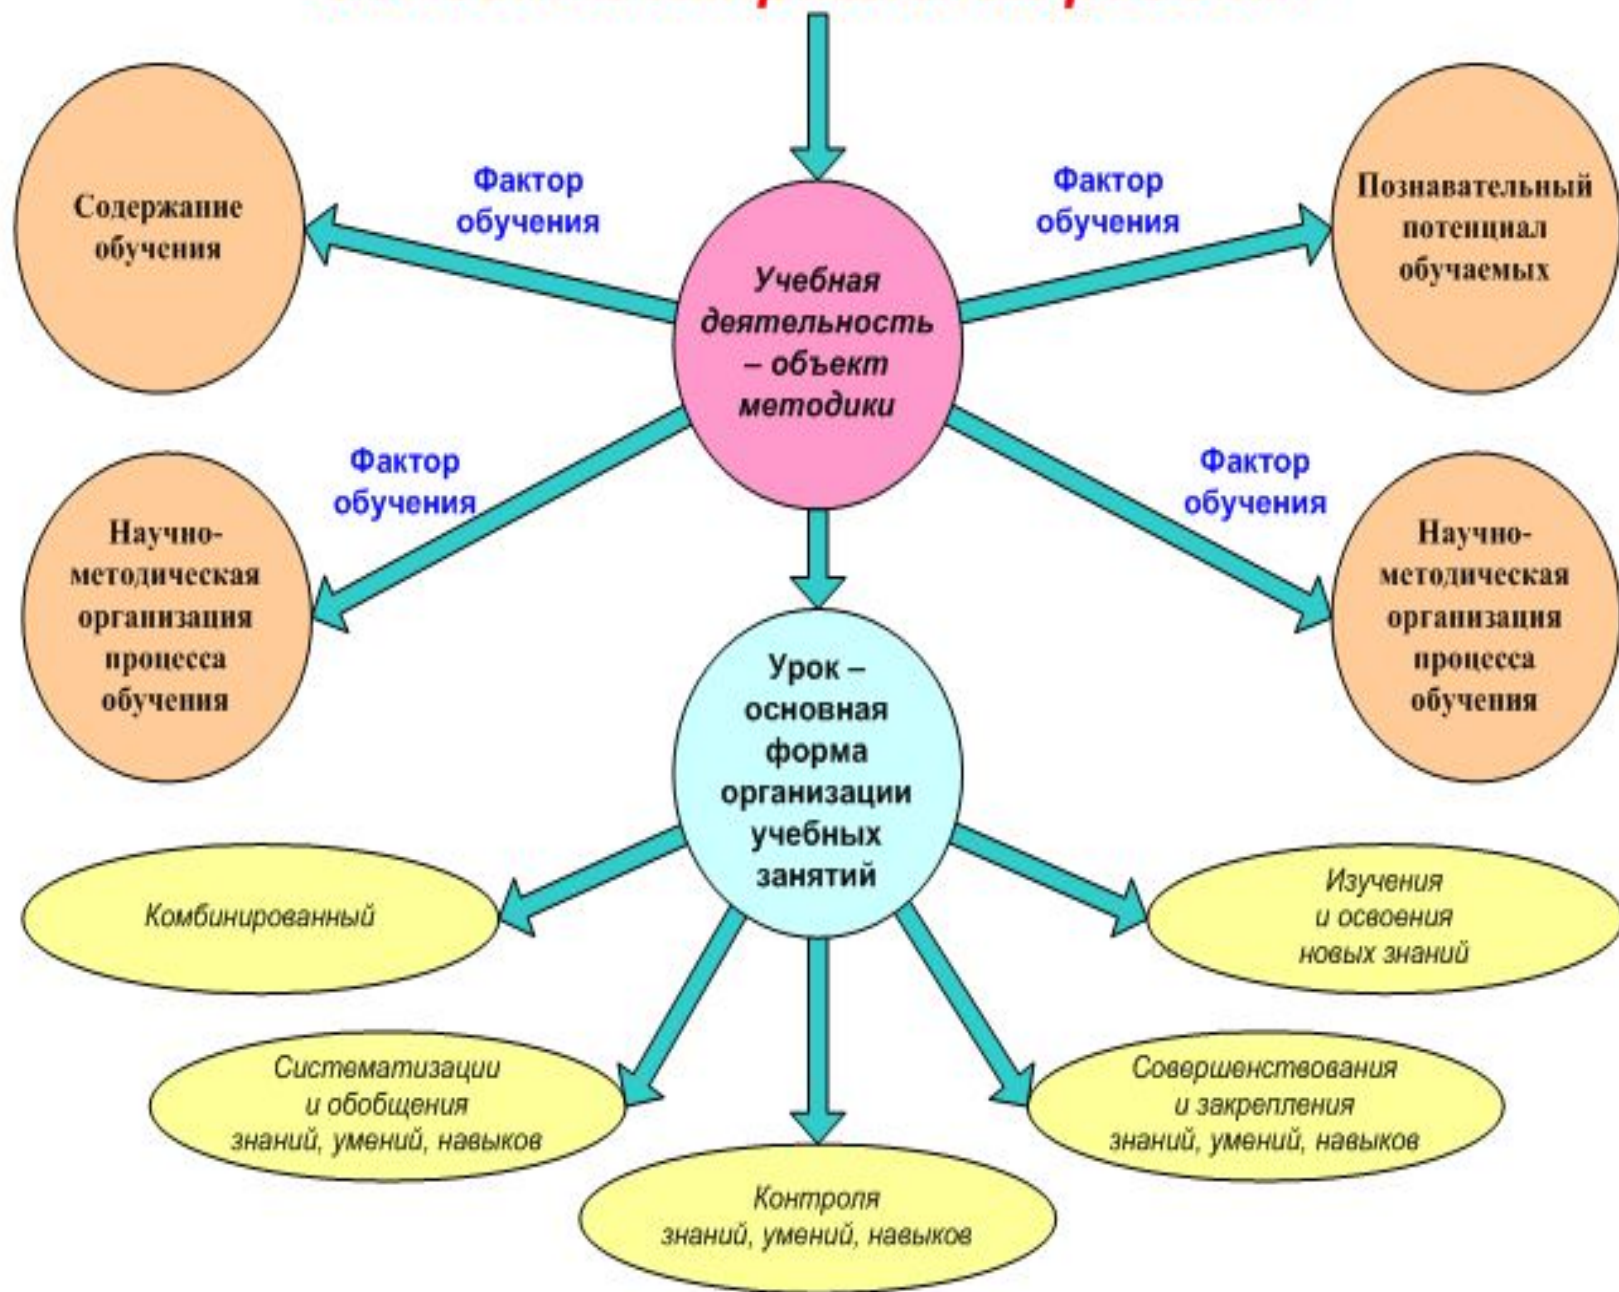 Фактор
обучения
Фактор
обучения
Содержание
обучения
Познавательный
потенциал
обучаемых
Учебная
деятельность
– объект
методики
Фактор
обучения
Фактор
обучения
Научно-
методическая
организация
процесса
обучения
Научно-
методическая
организация
процесса
обучения
Урок –
основная
форма
организации
учебных
занятий
Комбинированный
Изучения
и освоения
новых знаний
Систематизации
и обобщения
знаний, умений, навыков
Совершенствования
и закрепления
знаний, умений, навыков
Контроля
знаний, умений, навыков